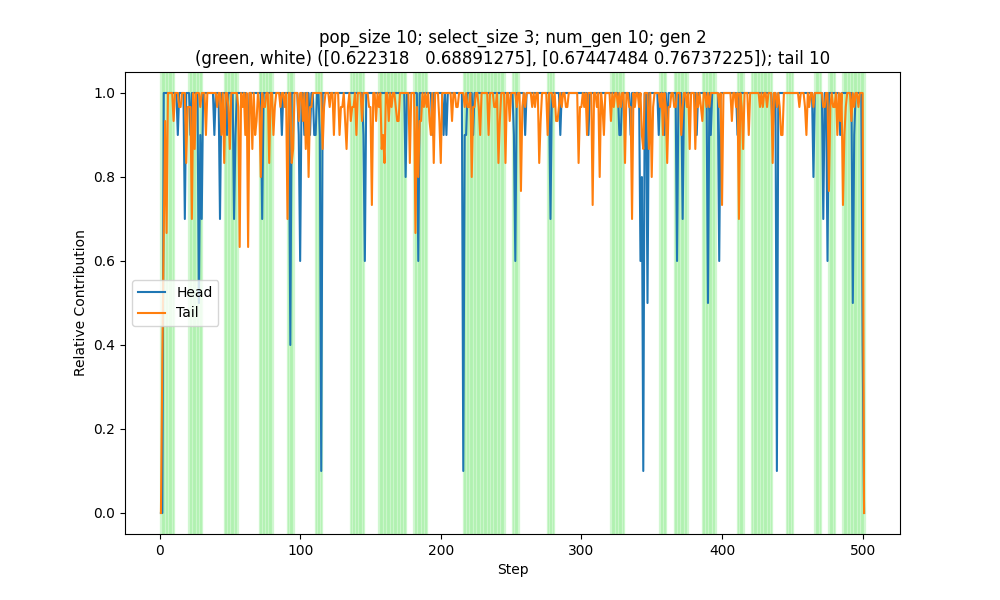 pop_size 10; select_size 3; num_gen 10; gen 2
(green, white) ([0.622318   0.68891275], [0.67447484 0.76737225]); tail 10
1.0
0.8
0.6
0.4
0.2
0.0
Relative Contribution
Head
Tail
0
100
200
300
400
500
Step